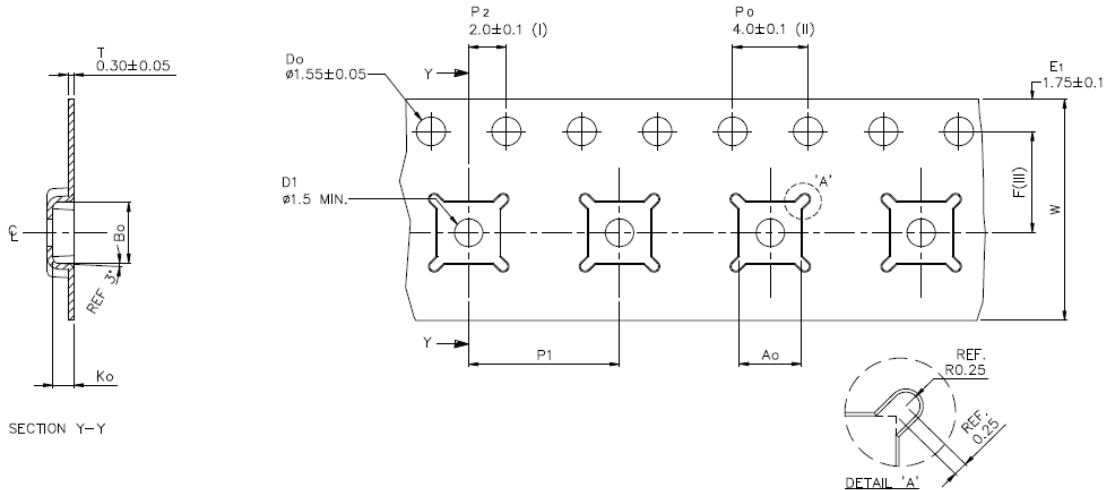 P2
2.0±0.1 (I)
Po
4.0±0.1 (II)
T
0.30±0.05
Do
ø1.55±0.05
Y
E1
1.75±0.1
D1
ø1.5 MIN.
'A'
F(III)
W
℄
Bo
REF 3°
Y
P1
Ao
Ko
REF.
R0.25
REF.
0.25
SECTION Y-Y
DETAIL 'A'